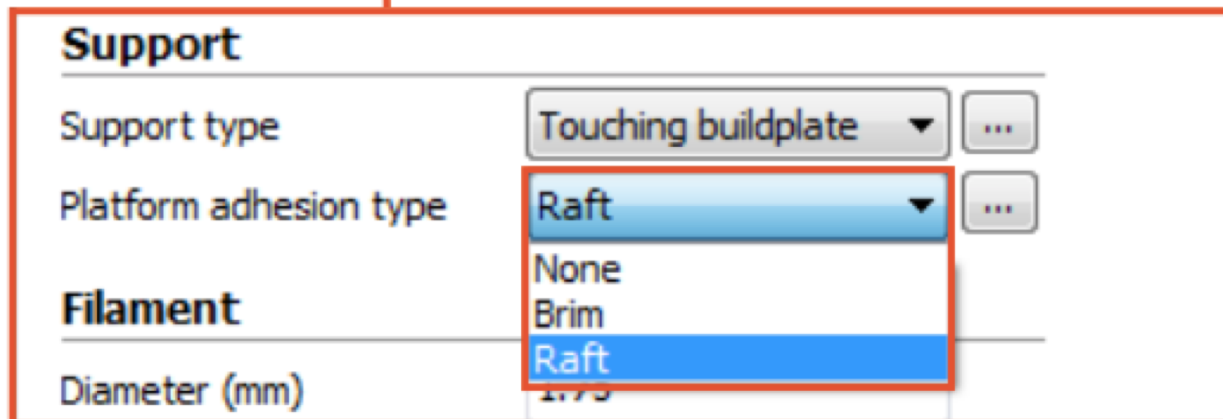 Support
Support type Touching buildplate ...
Platform adhesion type Raft ...
None
Brim
Filament
Raft
Diameter (mm)